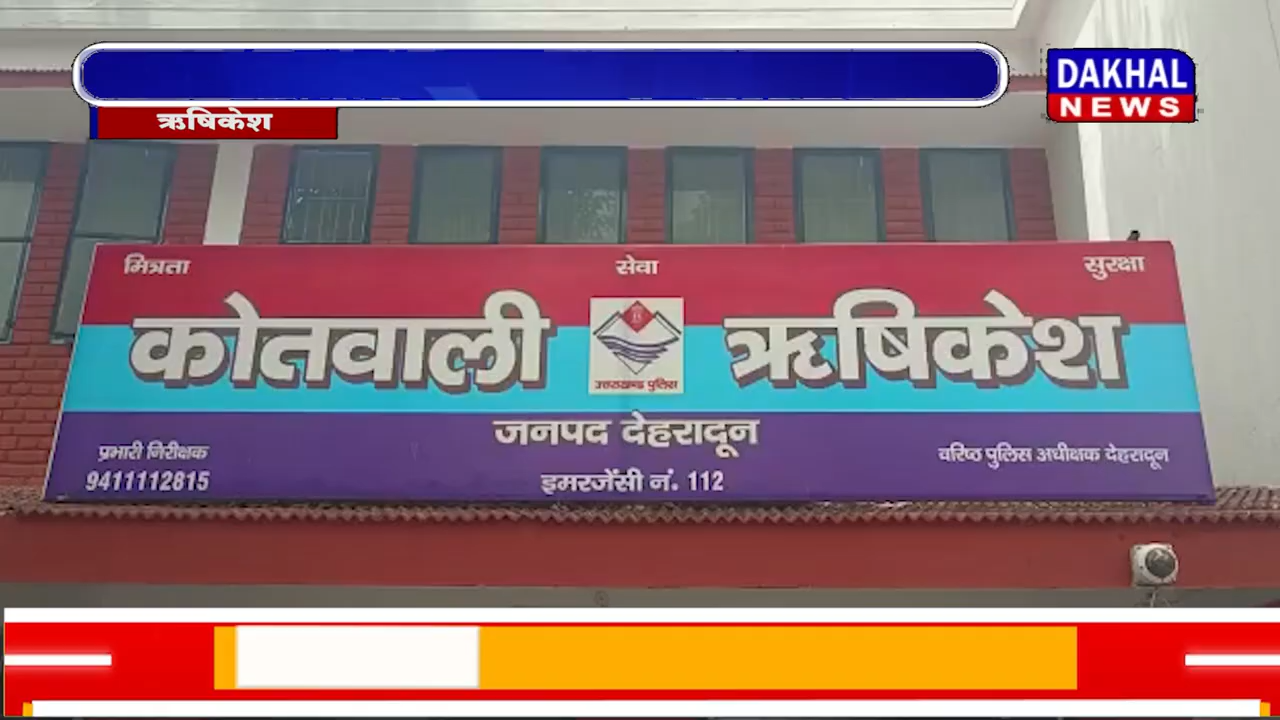 DAKHAL
NEWS
ऋषिकेश
मित्रता सेवा सुरक्षा
कोतवाली ऋषिकेश
उत्तराखण्ड पुलिस
जनपद देहरादून
प्रभारी निरीक्षक वरिष्ठ पुलिस अधीक्षक देहरादून
9411112815 इमरजेंसी नं. 112